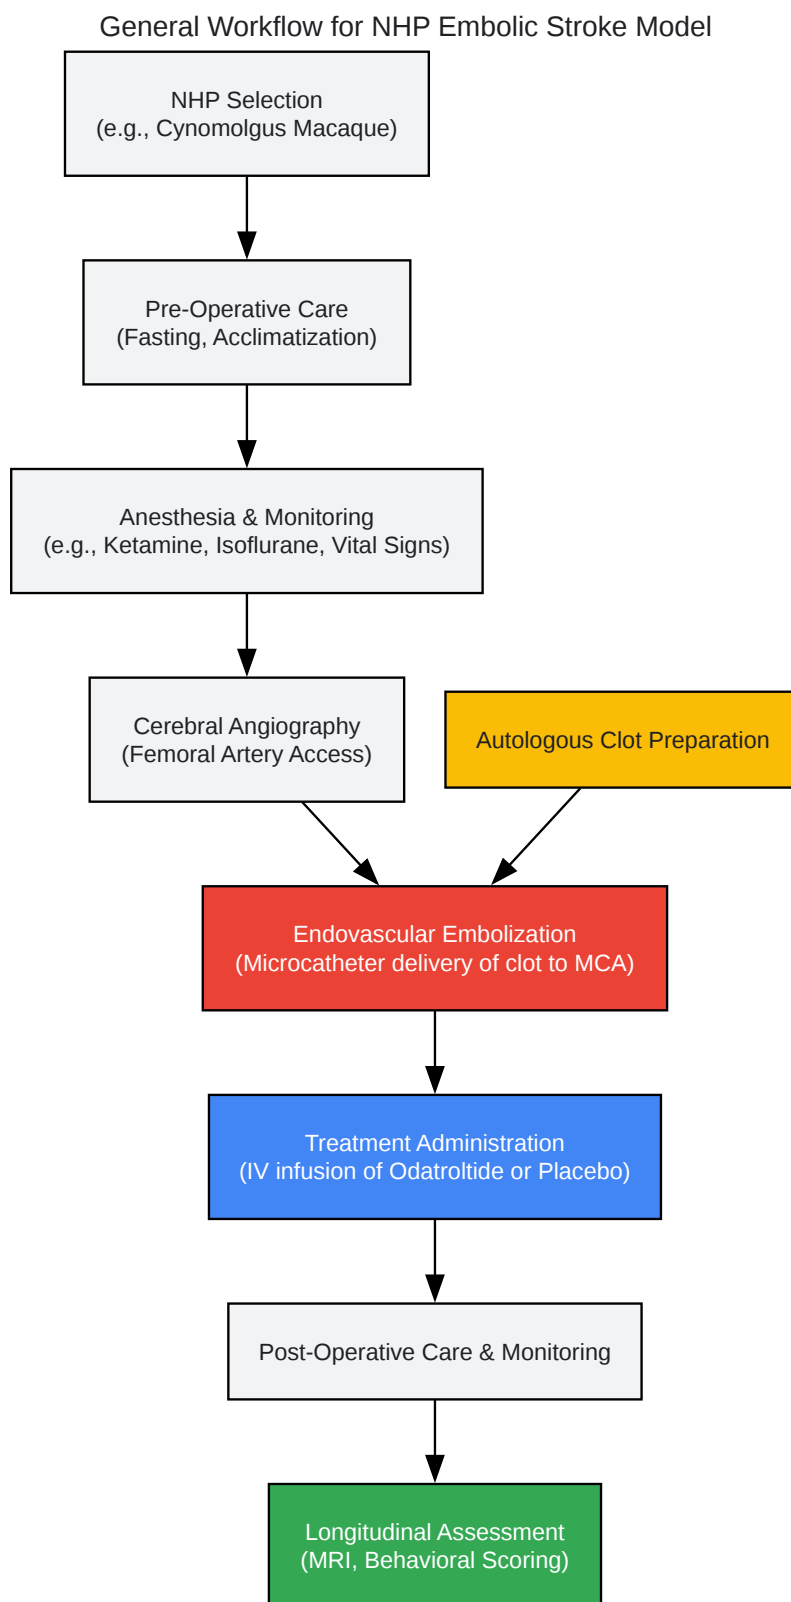 General Workflow for NHP Embolic Stroke Model
NHP Selection
(e.g., Cynomolgus Macaque)
Pre-Operative Care
(Fasting, Acclimatization)
Anesthesia & Monitoring
(e.g., Ketamine, Isoflurane, Vital Signs)
Cerebral Angiography
(Femoral Artery Access)
Autologous Clot Preparation
Endovascular Embolization
(Microcatheter delivery of clot to MCA)
Treatment Administration
(IV infusion of Odatroltide or Placebo)
Post-Operative Care & Monitoring
Longitudinal Assessment
(MRI, Behavioral Scoring)